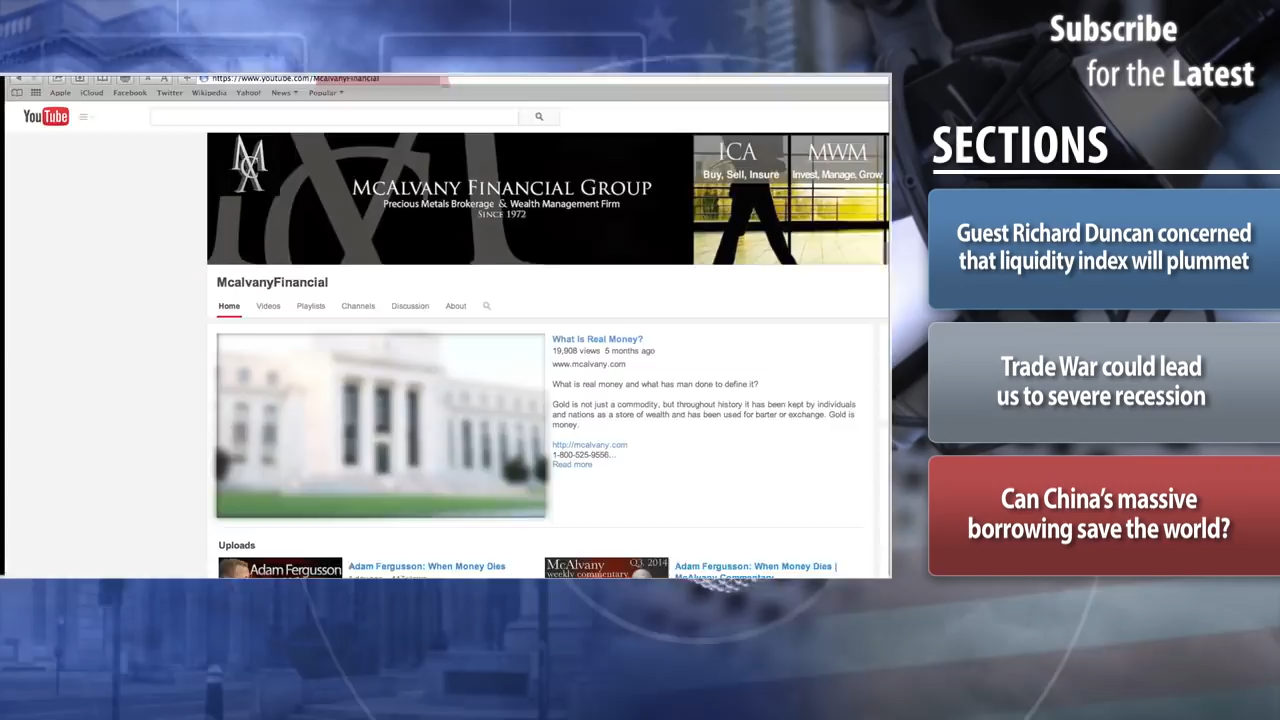 Subscribe
for the Latest
https://www.youtube.com/McalvanyFinancial
Apple iCloud Facebook Twitter Wikipedia Yahoo! News Popular
YouTube
MCA
MCALVANY FINANCIAL GROUP
Precious Metals Brokerage & Wealth Management Firm
SINCE 1972
ICA
Buy, Sell, Insure
MWM
Invest, Manage, Grow
McalvanyFinancial
Home Videos Playlists Channels Discussion About
What Is Real Money?
19,908 views 5 months ago
www.mcalvany.com
What is real money and what has man done to define it?
Gold is not just a commodity, but throughout history it has been kept by individuals
and nations as a store of wealth and has been used for barter or exchange. Gold is
money.
http://mcalvany.com
1-800-525-9556...
Read more
Uploads
Adam Fergusson
Adam Fergusson: When Money Dies
McAlvany
weekly commentary
Q3. 2014
Adam Fergusson: When Money Dies |
McAlvany Commentary
SECTIONS
Guest Richard Duncan concerned
that liquidity index will plummet
Trade War could lead
us to severe recession
Can China's massive
borrowing save the world?